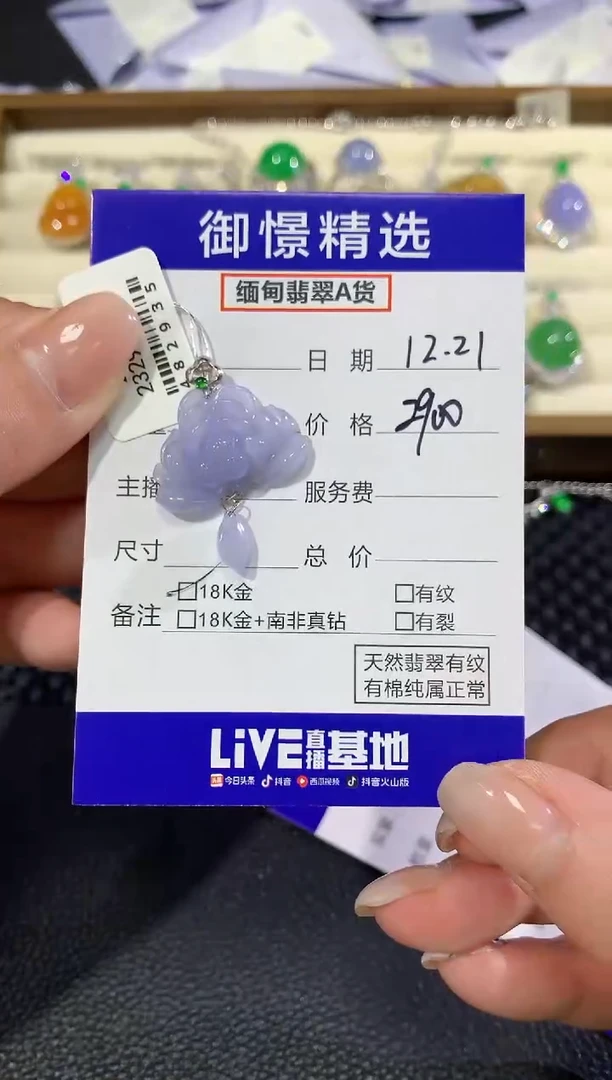 御憬精选
缅甸翡翠A货
日期 12.21
价格 2900
主播 服务费
尺寸 总价
□18K金 □有纹
备注 □18K金+南非真钻 □有裂
天然翡翠有纹
有棉纯属正常
LiVE直播基地
今日头条 抖音 西瓜视频 抖音火山版